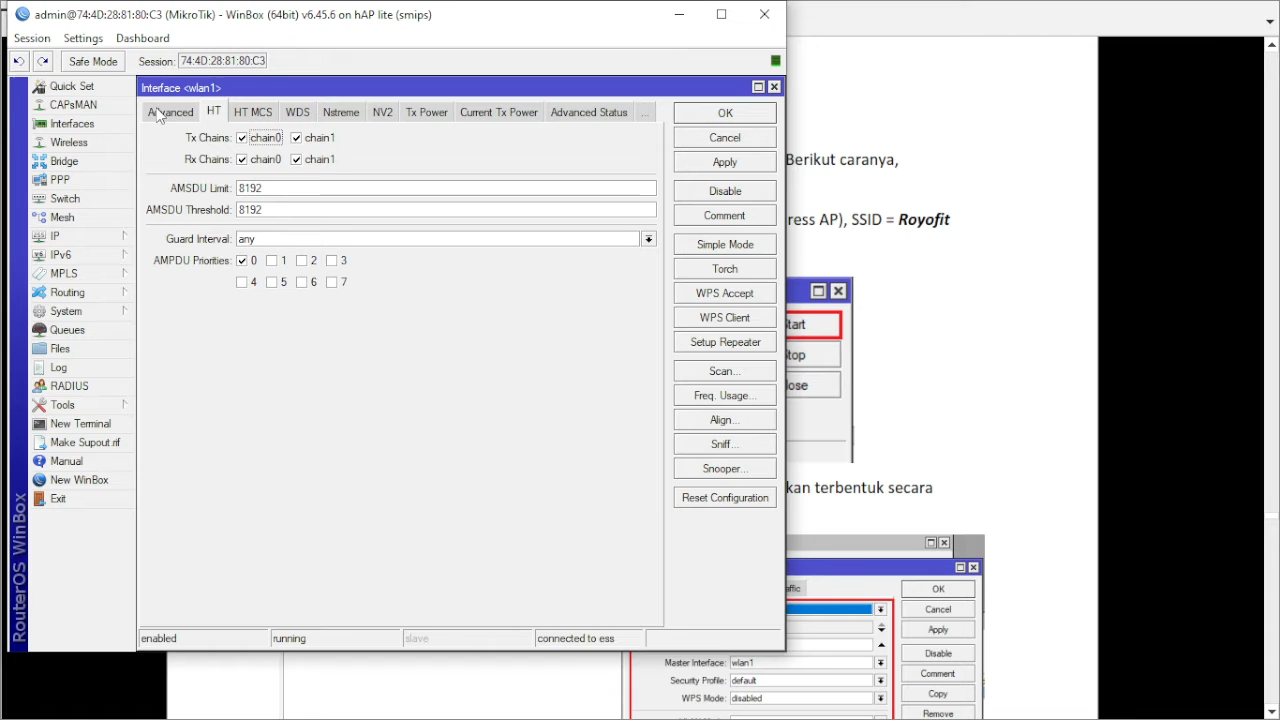 admin@74:4D:28:81:80:C3 (MikroTik) - WinBox (64bit) v6.45.6 on hAP lite (smips)
Session Settings Dashboard
Safe Mode Session: 74:4D:28:81:80:C3
Quick Set
CAPsMAN
Interfaces
Wireless
Bridge
PPP
Switch
Mesh
IP
IPv6
MPLS
Routing
System
Queues
Files
Log
RADIUS
Tools
New Terminal
Make Supout.rif
Manual
New WinBox
Exit
RouterOS WinBox
Interface <wlan1>
Advanced HT HT MCS WDS Nstreme NV2 Tx Power Current Tx Power Advanced Status ...
Tx Chains: chain0 chain1
Rx Chains: chain0 chain1
AMSDU Limit: 8192
AMSDU Threshold: 8192
Guard Interval: any
AMPDU Priorities: 0 1 2 3
4 5 6 7
OK
Cancel
Apply
Disable
Comment
Simple Mode
Torch
WPS Accept
WPS Client
Setup Repeater
Scan...
Freq. Usage...
Align...
Sniff...
Snooper...
Reset Configuration
enabled running slave connected to ess
Berikut caranya,
ress AP), SSID = Royofit
tart
top
lose
kan terbentuk secara
affic
Master Interface: wlan1
Security Profile: default
WPS Mode: disabled
OK
Cancel
Apply
Disable
Comment
Copy
Remove